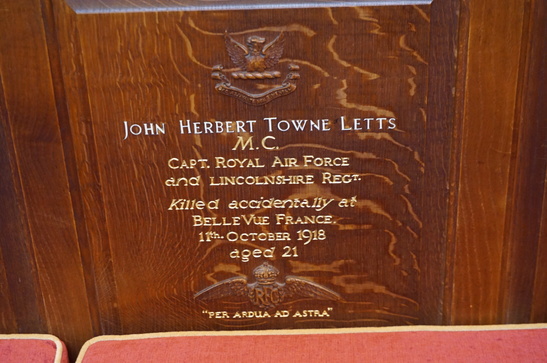 JOHN HERBERT TOWNE LETTS
M.C.
CAPT. ROYAL AIR FORCE
and LINCOLNSHIRE REGT.
Killed accidentally at
BELLEVUE FRANCE.
11th. OCTOBER 1918
aged 21
RFC
"PER ARDUA AD ASTRA"